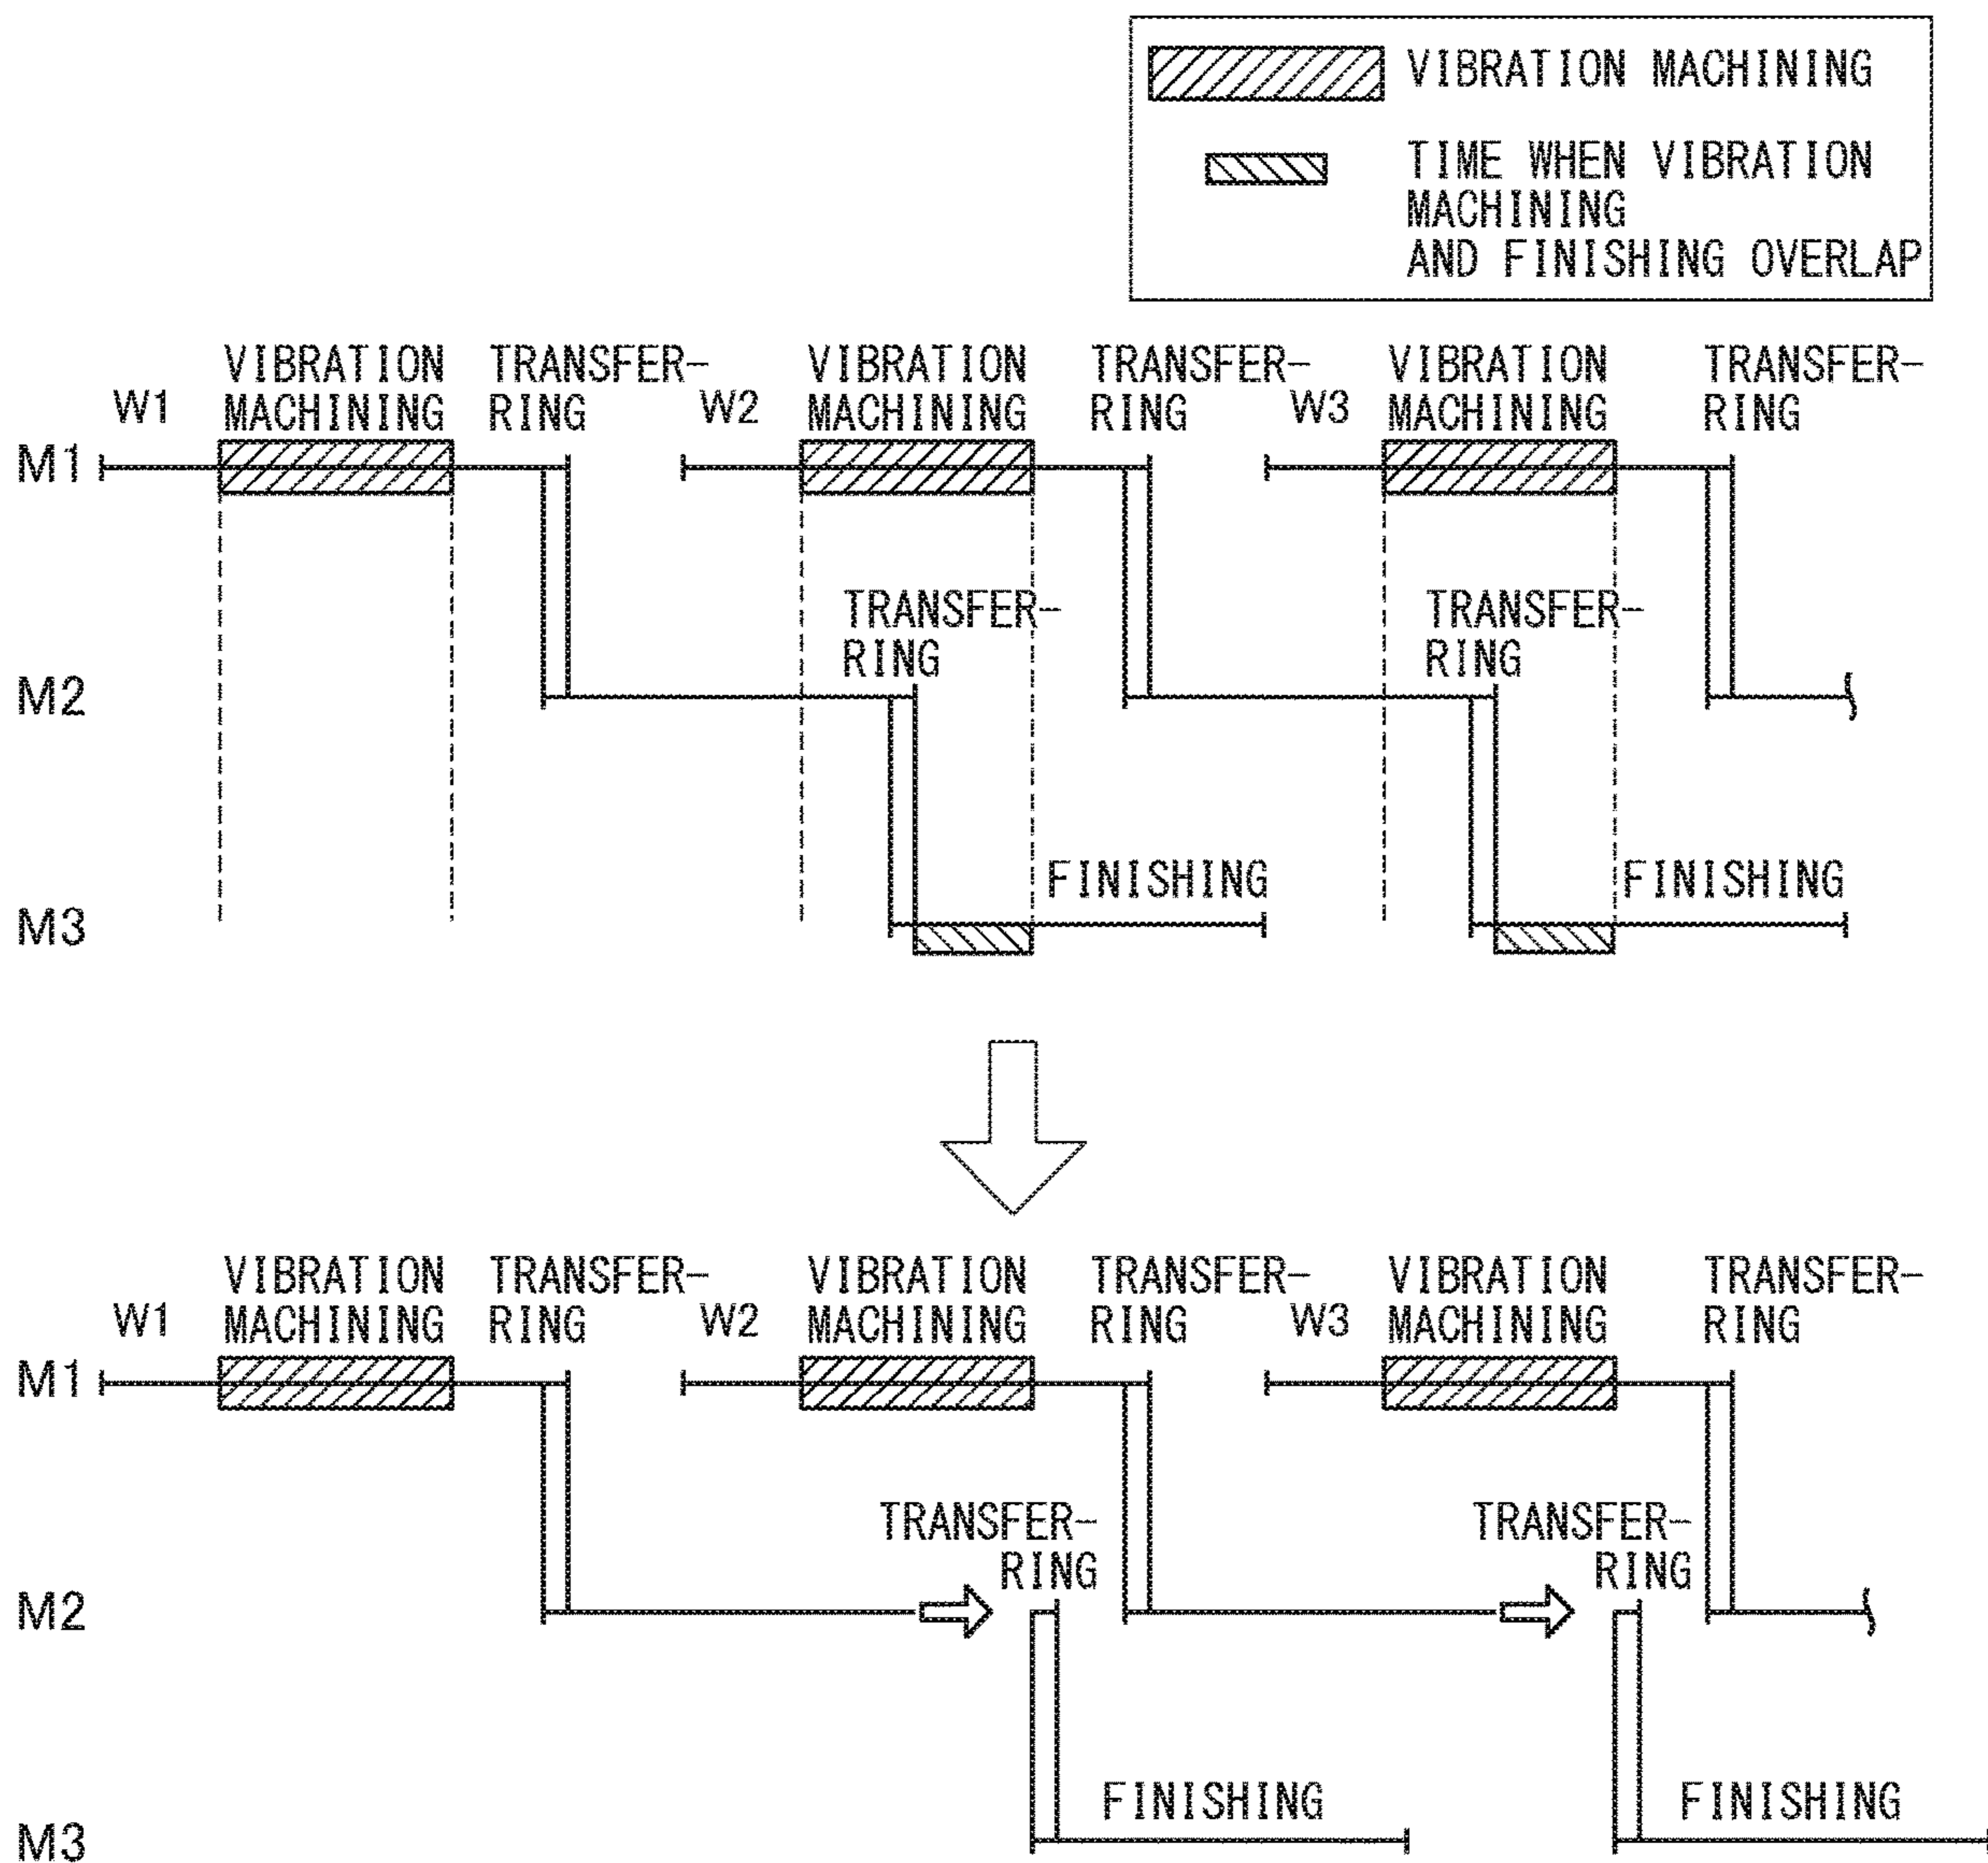 VIBRATION MACHINING
TIME WHEN VIBRATION
MACHINING
AND FINISHING OVERLAP
VIBRATION TRANSFER- VIBRATION TRANSFER- VIBRATION TRANSFER-
W1 MACHINING RING W2 MACHINING RING W3 MACHINING RING
M1
TRANSFER- TRANSFER-
RING RING
M2
FINISHING FINISHING
M3
VIBRATION TRANSFER- VIBRATION TRANSFER- VIBRATION TRANSFER-
W1 MACHINING RING W2 MACHINING RING W3 MACHINING RING
M1
TRANSFER- TRANSFER-
RING RING
M2
FINISHING FINISHING
M3